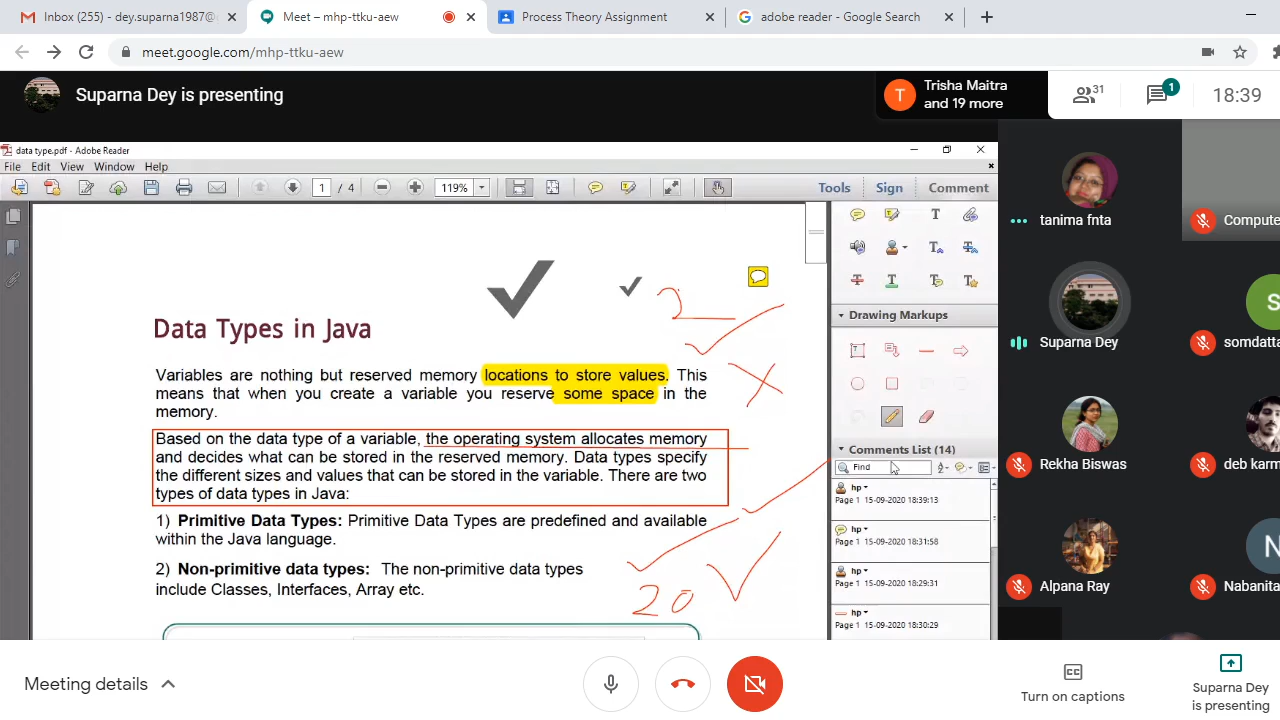 Inbox (255) - dey.suparna1987@
Meet – mhp-ttku-aew
Process Theory Assignment
adobe reader - Google Search
meet.google.com/mhp-ttku-aew
Suparna Dey is presenting
T
Trisha Maitra
and 19 more
31
1
18:39
data type.pdf - Adobe Reader
File Edit View Window Help
1 / 4
119%
Tools Sign Comment
Drawing Markups
Comments List (14)
Find
hp
Page 1 15-09-2020 18:39:13
hp
Page 1 15-09-2020 18:31:58
hp
Page 1 15-09-2020 18:29:31
hp
Page 1 15-09-2020 18:30:29
2
Data Types in Java
Variables are nothing but reserved memory locations to store values. This
means that when you create a variable you reserve some space in the
memory.
Based on the data type of a variable, the operating system allocates memory
and decides what can be stored in the reserved memory. Data types specify
the different sizes and values that can be stored in the variable. There are two
types of data types in Java:
1) Primitive Data Types: Primitive Data Types are predefined and available
within the Java language.
2) Non-primitive data types: The non-primitive data types
include Classes, Interfaces, Array etc.
20
tanima fnta
Compute
Suparna Dey
S
somdatta
Rekha Biswas
deb karm
Alpana Ray
N
Nabanita
Meeting details
Turn on captions
Suparna Dey
is presenting